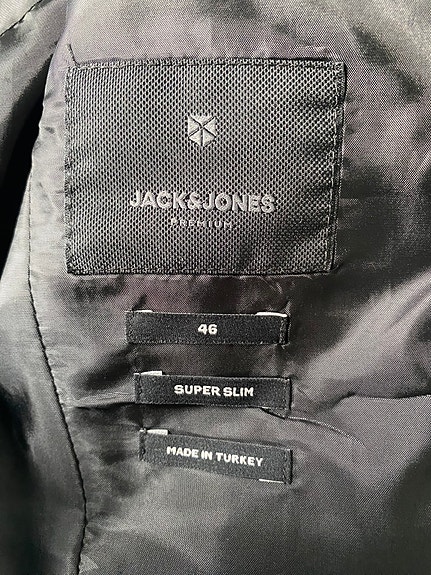 JACK&JONES
PREMIUM
46
SUPER SLIM
MADE IN TURKEY